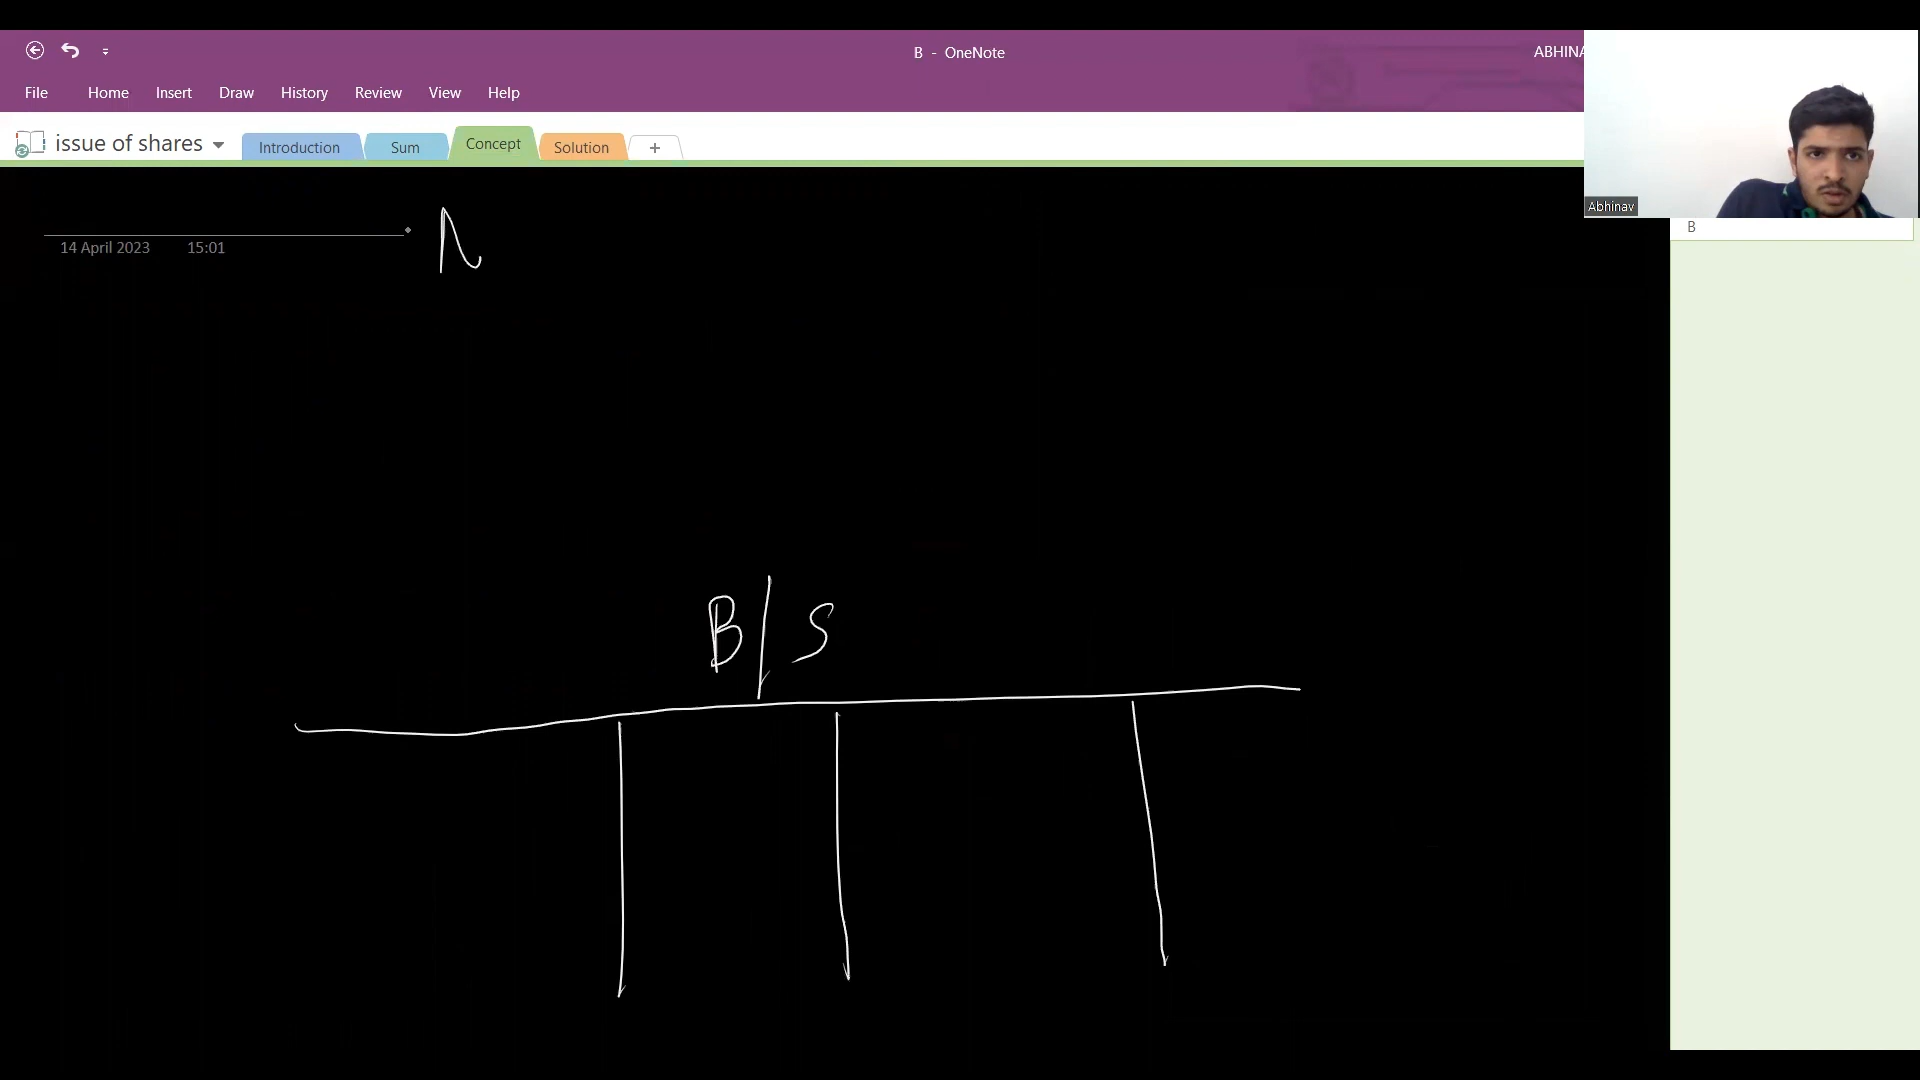 B - OneNote
ABHINA
File Home Insert Draw History Review View Help
issue of shares Introduction Sum Concept Solution +
Abhinav
B
14 April 2023 15:01
B/S